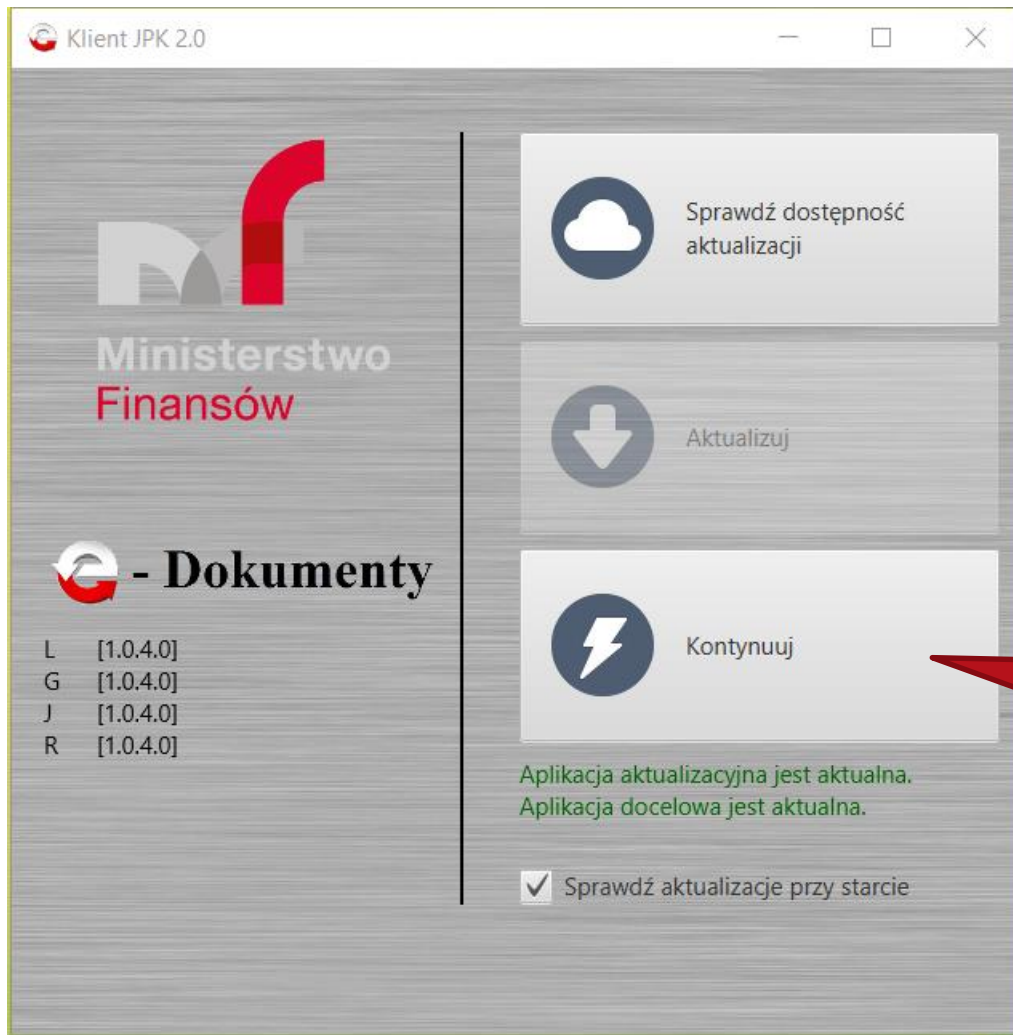 Klient JPK 2.0
Ministerstwo
Finansów
- Dokumenty
L [1.0.4.0]
G [1.0.4.0]
J [1.0.4.0]
R [1.0.4.0]
Sprawdź dostępność
aktualizacji
Aktualizuj
Kontynuuj
Aplikacja aktualizacyjna jest aktualna.
Aplikacja docelowa jest aktualna.
Sprawdź aktualizacje przy starcie